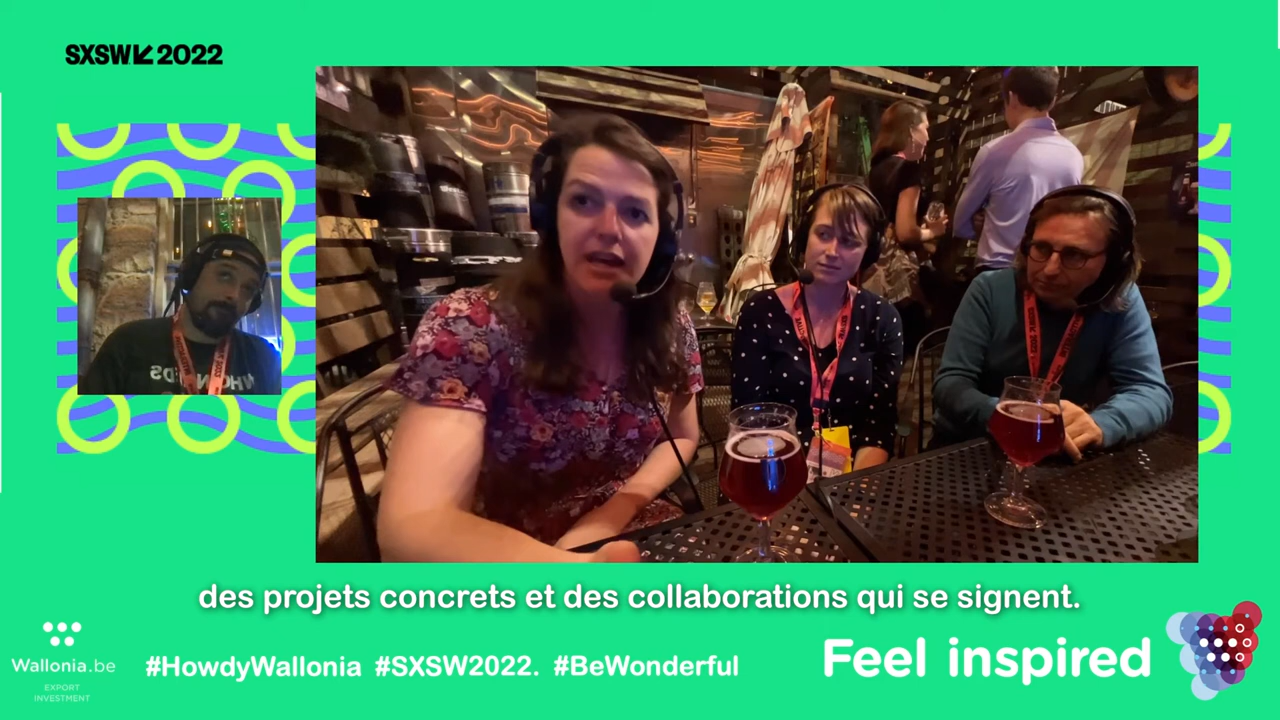 SXSW 2022
des projets concrets et des collaborations qui se signent.
Wallonia.be
EXPORT
INVESTMENT
#HowdyWallonia #SXSW2022. #BeWonderful
Feel inspired